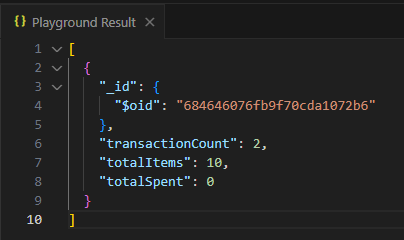 {} Playground Result ×
1 [
2 {
3 "_id": {
4 "$oid": "684646076fb9f70cda1072b6"
5 },
6 "transactionCount": 2,
7 "totalItems": 10,
8 "totalSpent": 0
9 }
10 ]